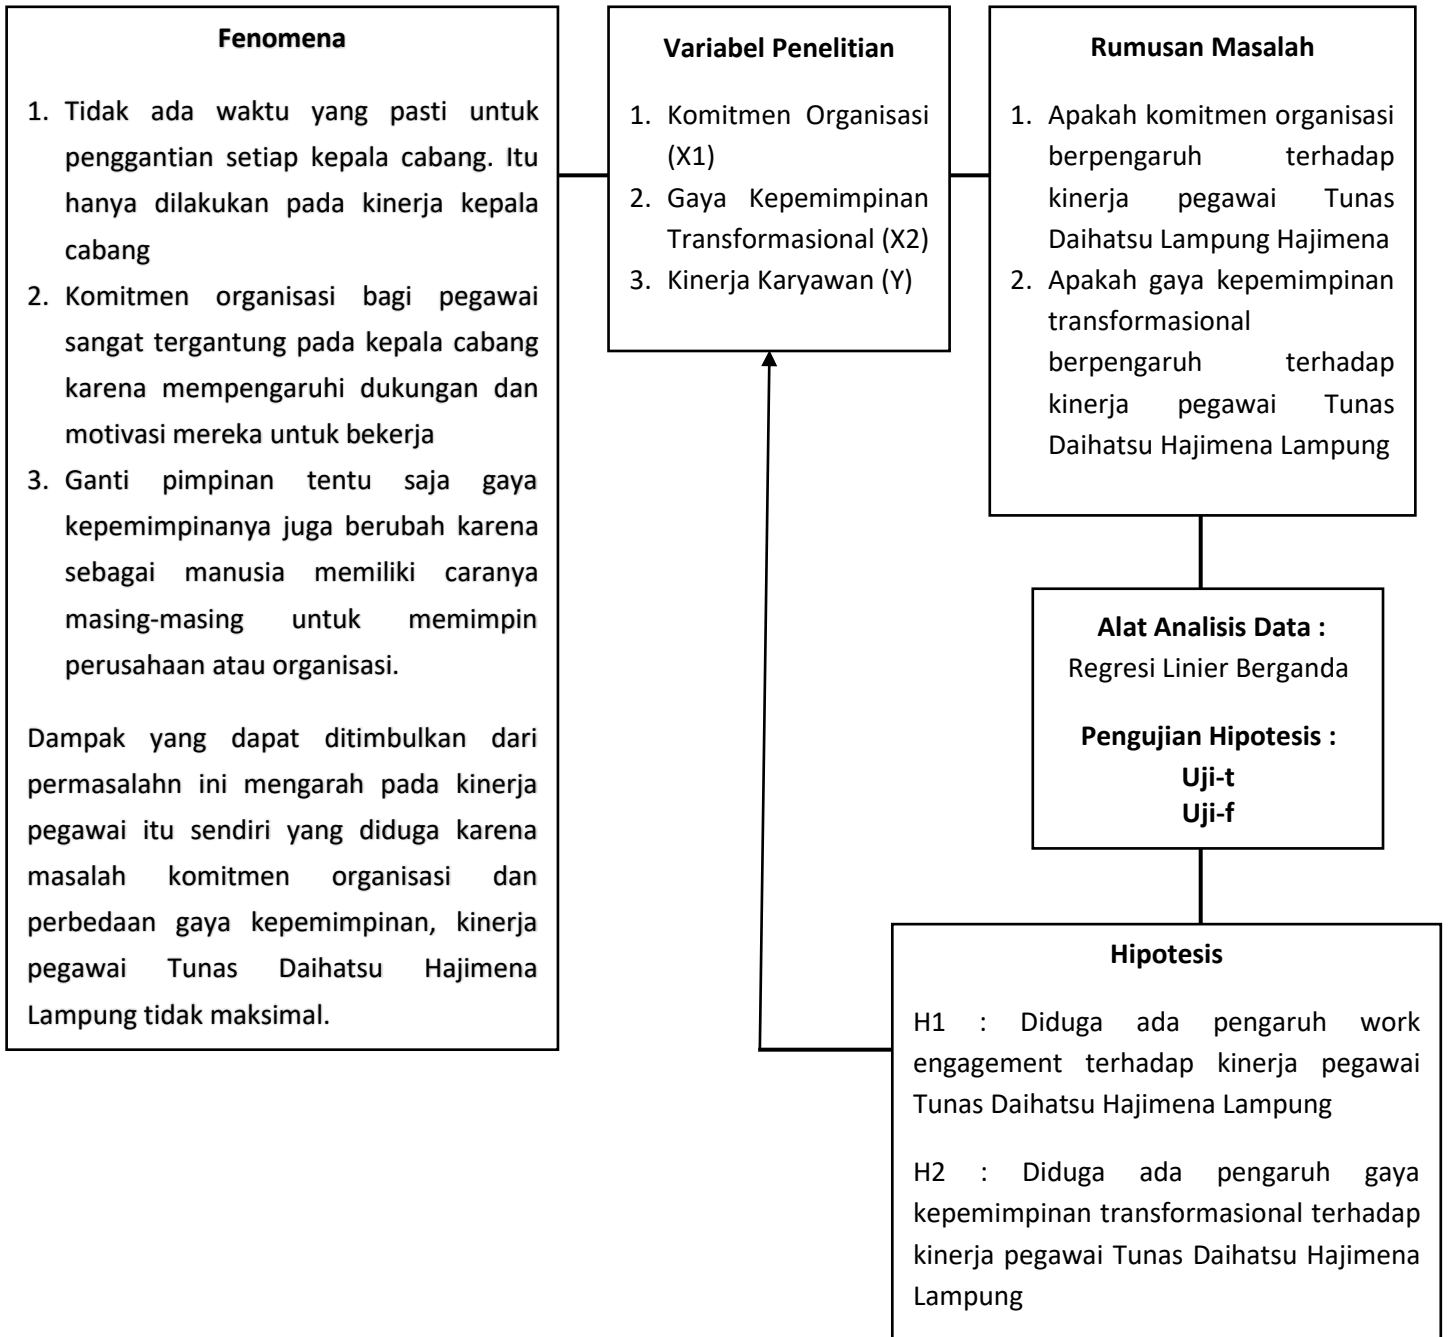 Fenomena
1. Tidak ada waktu yang pasti untuk
penggantian setiap kepala cabang. Itu
hanya dilakukan pada kinerja kepala
cabang
2. Komitmen organisasi bagi pegawai
sangat tergantung pada kepala cabang
karena mempengaruhi dukungan dan
motivasi mereka untuk bekerja
3. Ganti pimpinan tentu saja gaya
kepemimpinanya juga berubah karena
sebagai manusia memiliki caranya
masing-masing untuk memimpin
perusahaan atau organisasi.
Dampak yang dapat ditimbulkan dari
permasalahn ini mengarah pada kinerja
pegawai itu sendiri yang diduga karena
masalah komitmen organisasi dan
perbedaan gaya kepemimpinan, kinerja
pegawai Tunas Daihatsu Hajimena
Lampung tidak maksimal.
Variabel Penelitian
1. Komitmen Organisasi
(X1)
2. Gaya Kepemimpinan
Transformasional (X2)
3. Kinerja Karyawan (Y)
Rumusan Masalah
1. Apakah komitmen organisasi
berpengaruh terhadap
kinerja pegawai Tunas
Daihatsu Lampung Hajimena
2. Apakah gaya kepemimpinan
transformasional
berpengaruh terhadap
kinerja pegawai Tunas
Daihatsu Hajimena Lampung
Alat Analisis Data :
Regresi Linier Berganda
Pengujian Hipotesis :
Uji-t
Uji-f
Hipotesis
H1 : Diduga ada pengaruh work
engagement terhadap kinerja pegawai
Tunas Daihatsu Hajimena Lampung
H2 : Diduga ada pengaruh gaya
kepemimpinan transformasional terhadap
kinerja pegawai Tunas Daihatsu Hajimena
Lampung